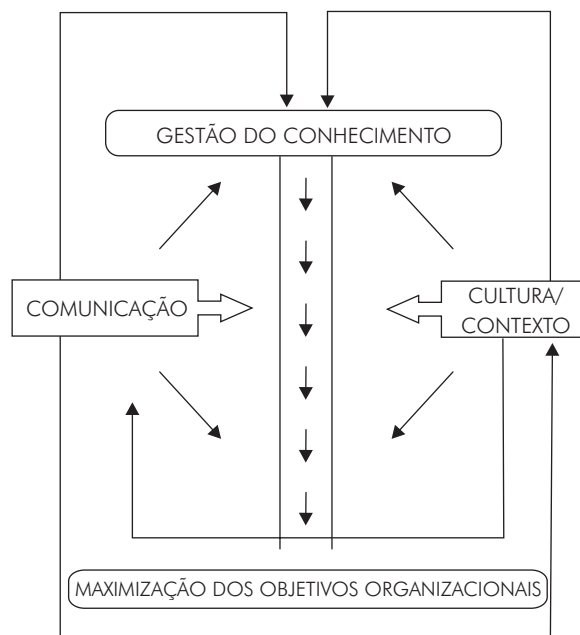 GESTÃO DO CONHECIMENTO
COMUNICAÇÃO
CULTURA/
CONTEXTO
MAXIMIZAÇÃO DOS OBJETIVOS ORGANIZACIONAIS